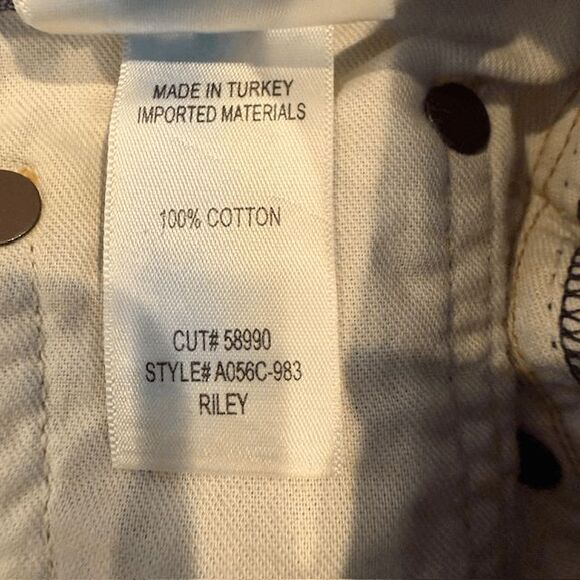 MADE IN TURKEY
IMPORTED MATERIALS
100% COTTON
CUT# 58990
STYLE# A056C-983
RILEY